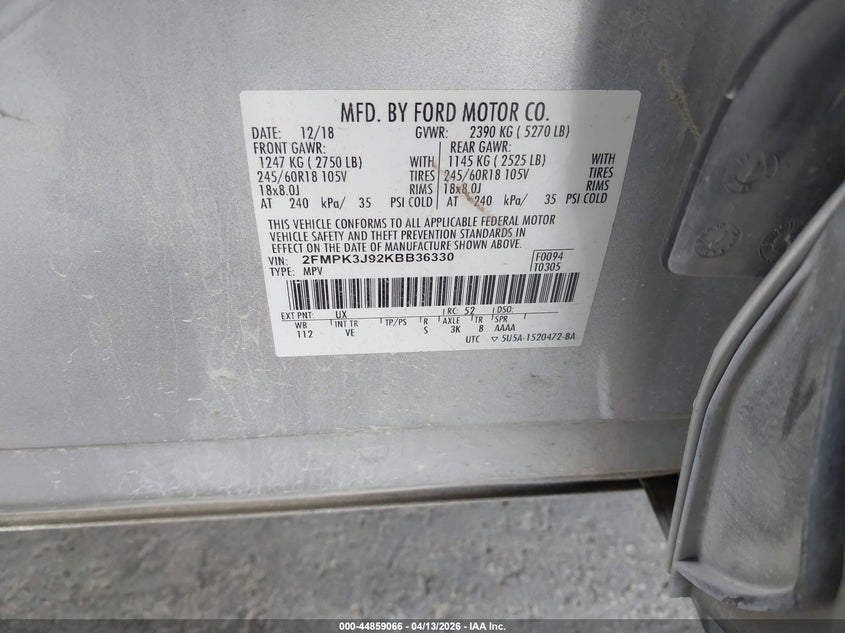 MFD. BY FORD MOTOR CO.
DATE: 12/18 GVWR: 2390 KG ( 5270 LB)
FRONT GAWR: REAR GAWR:
1247 KG ( 2750 LB) WITH 1145 KG ( 2525 LB) WITH
245/60R18 105V TIRES 245/60R18 105V TIRES
18x8.0J RIMS 18x8.0J RIMS
AT 240 kPa/ 35 PSI COLD AT 240 kPa/ 35 PSI COLD
THIS VEHICLE CONFORMS TO ALL APPLICABLE FEDERAL MOTOR
VEHICLE SAFETY AND THEFT PREVENTION STANDARDS IN
EFFECT ON THE DATE OF MANUFACTURE SHOWN ABOVE.
VIN: 2FMPK3J92KBB36330 F0094
TYPE: MPV T0305
EXT PNT: UX RC: 52 DSO:
WB INT TR TP/PS R AXLE TR SPR
112 VE S 3K 8 AAAA
UTC ▽ 5U5A-1520472-BA
000-44859066 - 04/13/2026 - IAA Inc.